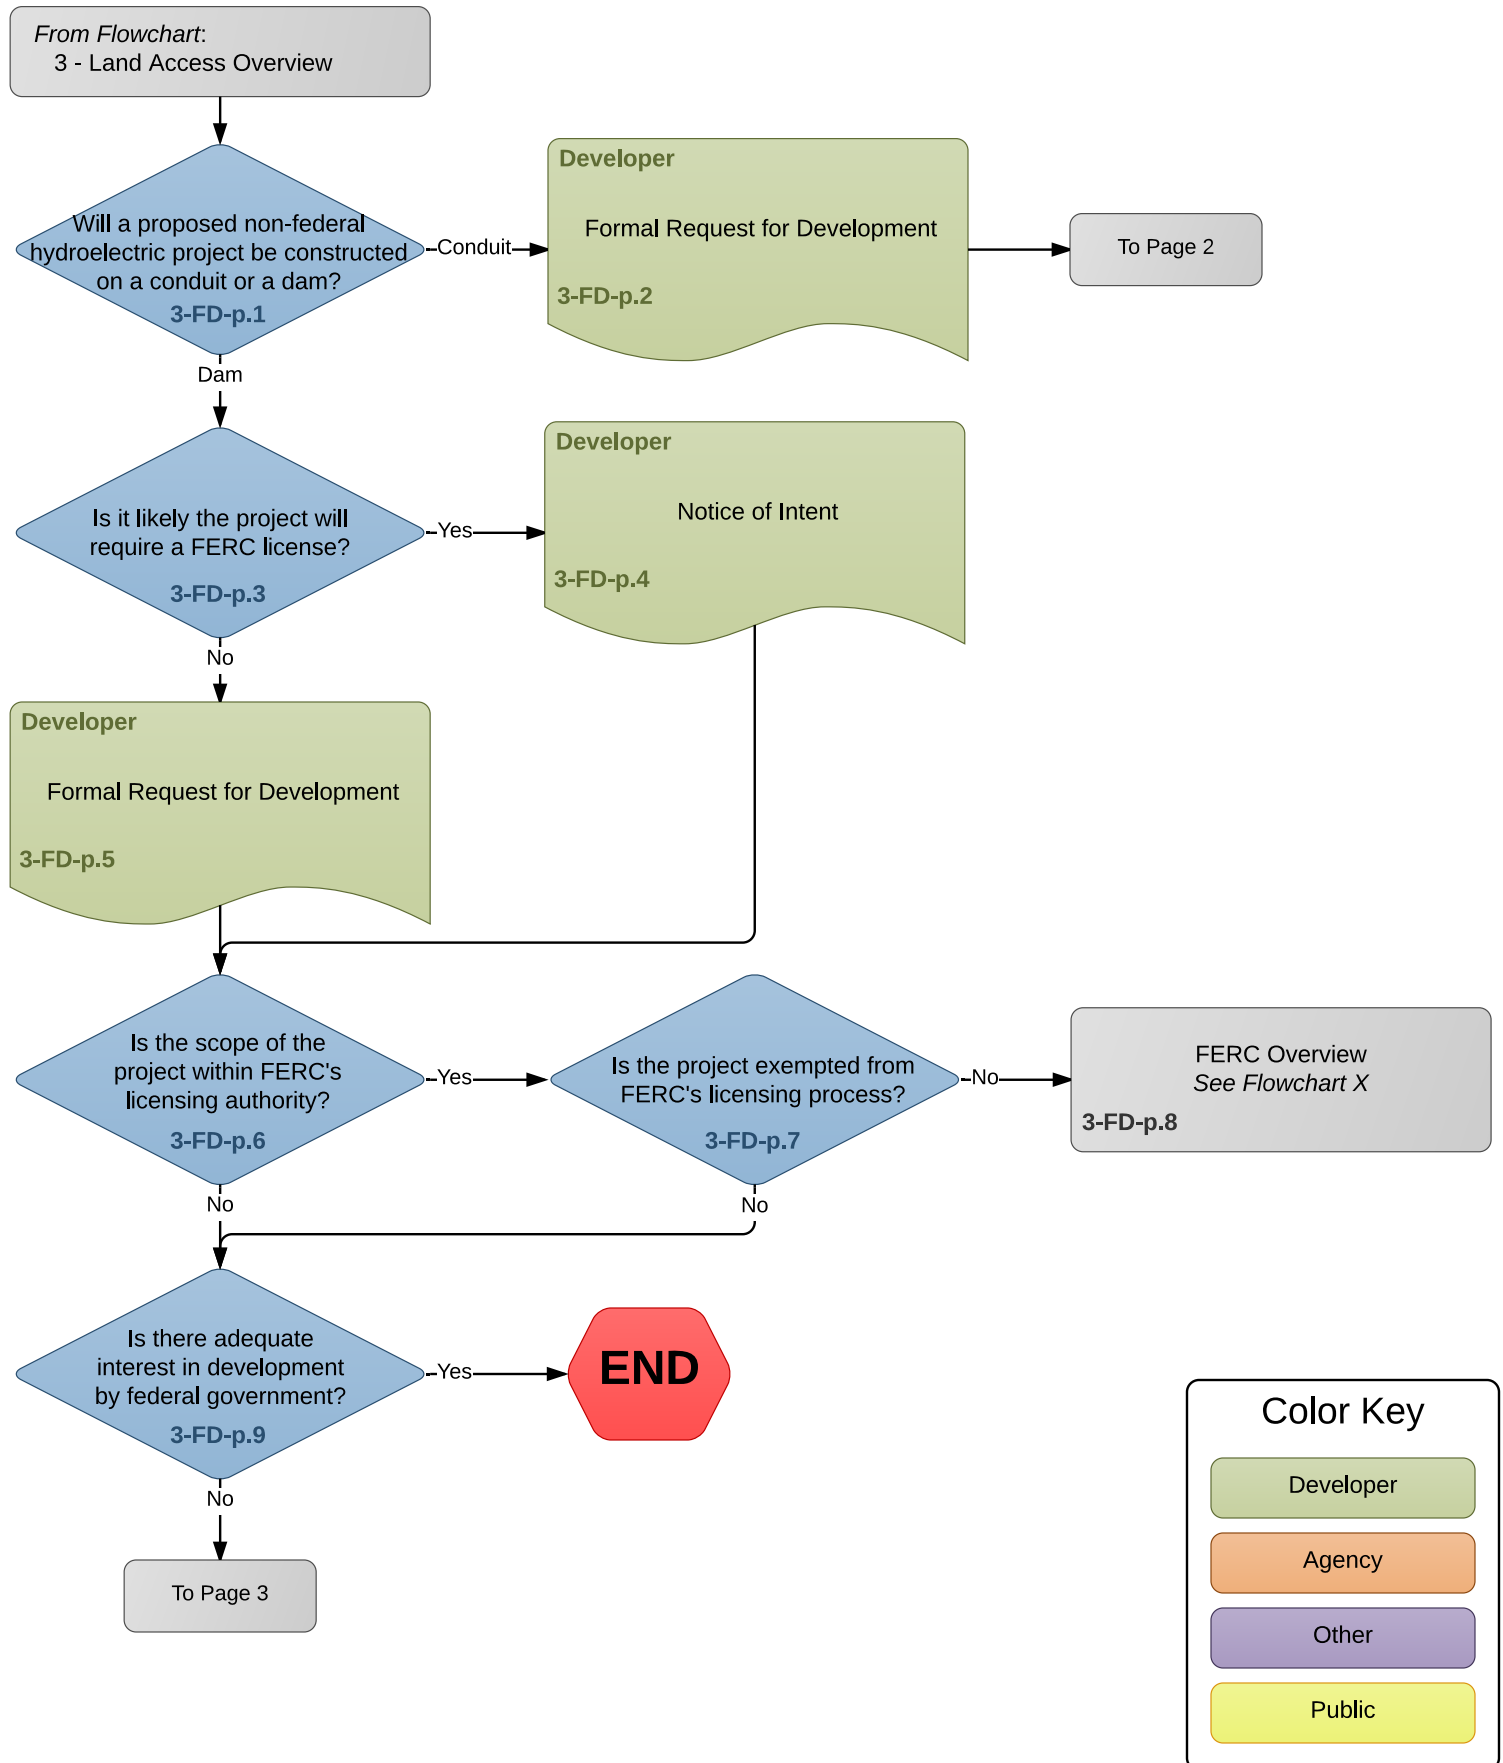 From Flowchart:
3 - Land Access Overview
Will a proposed non-federal
hydroelectric project be constructed
on a conduit or a dam?
3-FD-p.1
Conduit
Developer
Formal Request for Development
3-FD-p.2
To Page 2
Dam
Is it likely the project will
require a FERC license?
3-FD-p.3
Yes
Developer
Notice of Intent
3-FD-p.4
No
Developer
Formal Request for Development
3-FD-p.5
Is the scope of the
project within FERC's
licensing authority?
3-FD-p.6
Yes
Is the project exempted from
FERC's licensing process?
3-FD-p.7
No
FERC Overview
See Flowchart X
3-FD-p.8
No
No
Is there adequate
interest in development
by federal government?
3-FD-p.9
Yes
END
No
To Page 3
Color Key
Developer
Agency
Other
Public